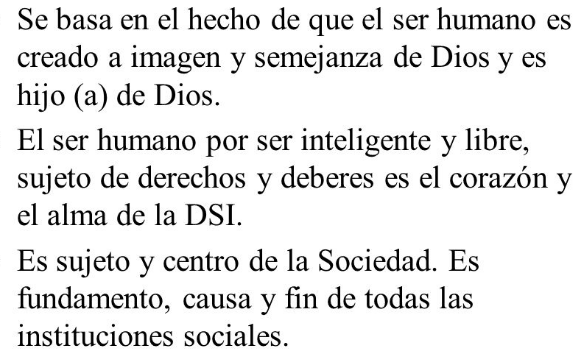 Se basa en el hecho de que el ser humano es
creado a imagen y semejanza de Dios y es
hijo (a) de Dios.
El ser humano por ser inteligente y libre,
sujeto de derechos y deberes es el corazón y
el alma de la DSI.
Es sujeto y centro de la Sociedad. Es
fundamento, causa y fin de todas las
instituciones sociales.